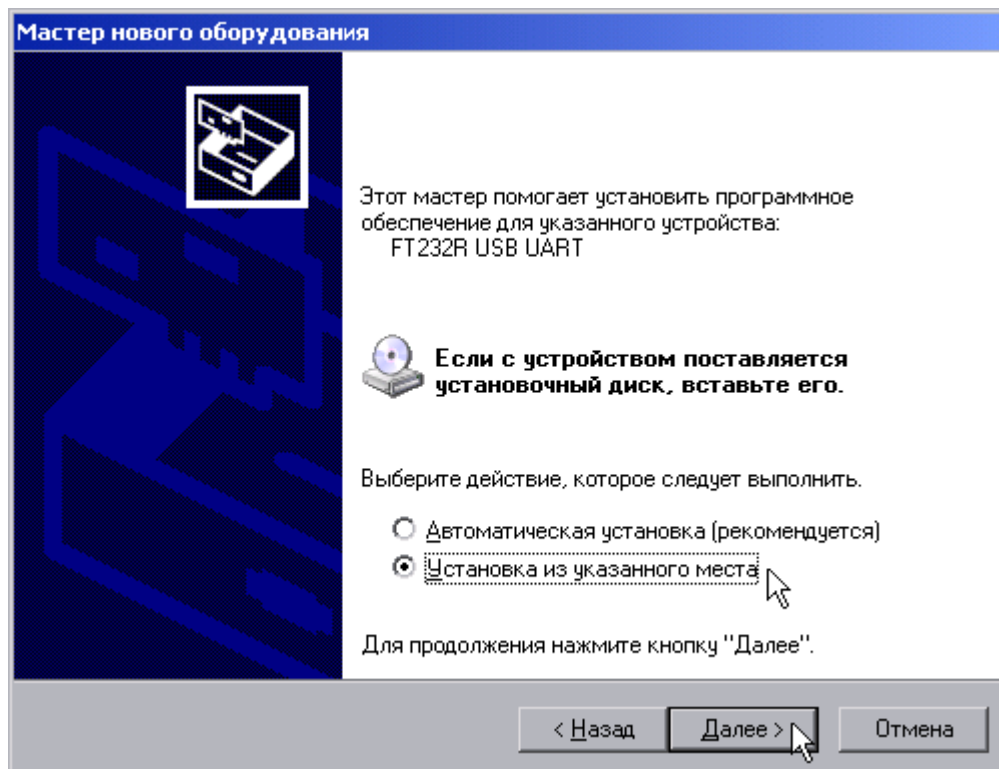 Мастер нового оборудования
Этот мастер помогает установить программное
обеспечение для указанного устройства:
FT232R USB UART
Если с устройством поставляется
установочный диск, вставьте его.
Выберите действие, которое следует выполнить.
Автоматическая установка (рекомендуется)
Установка из указанного места
Для продолжения нажмите кнопку "Далее".
< Назад Далее > Отмена